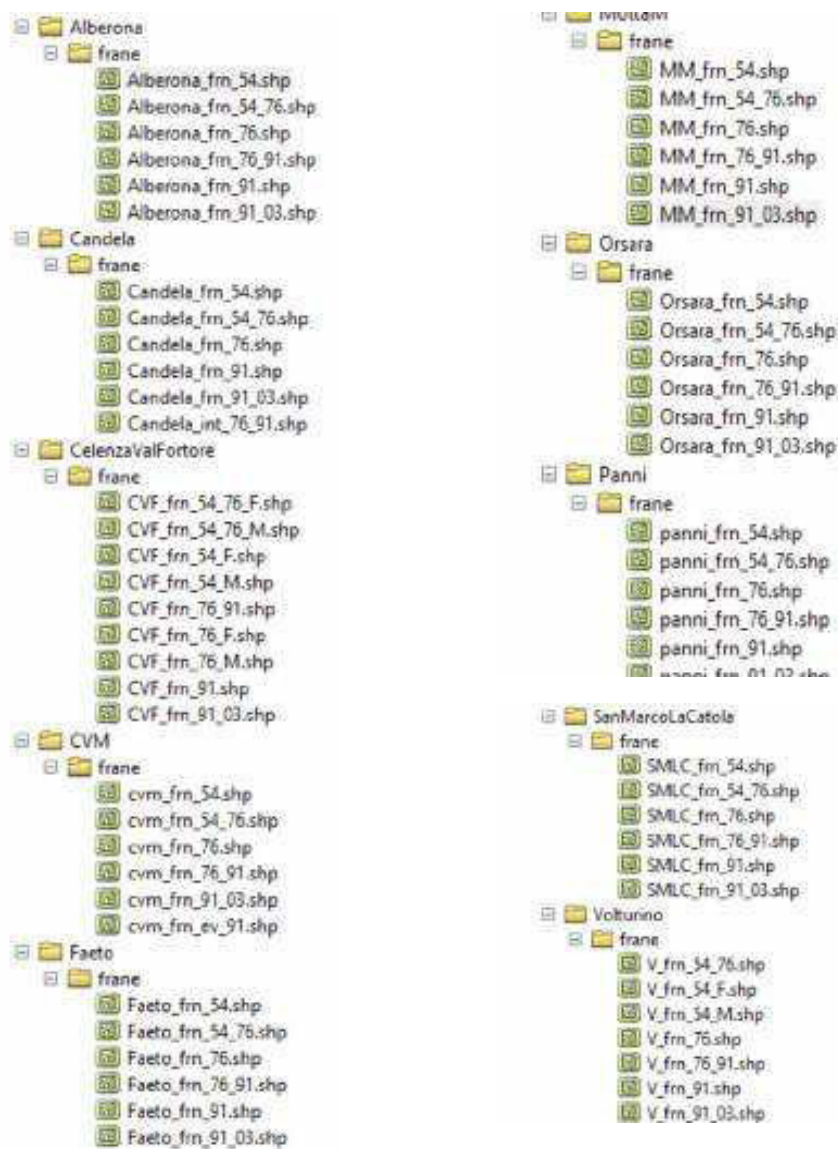 Alberona
frane
Alberona_frn_54.shp
Alberona_frn_54_76.shp
Alberona_frn_76.shp
Alberona_frn_76_91.shp
Alberona_frn_91.shp
Alberona_frn_91_03.shp
Candela
frane
Candela_frn_54.shp
Candela_frn_54_76.shp
Candela_frn_76.shp
Candela_frn_91.shp
Candela_frn_91_03.shp
Candela_int_76_91.shp
CelenzaValFortore
frane
CVF_frn_54_76_F.shp
CVF_frn_54_76_M.shp
CVF_frn_54_F.shp
CVF_frn_54_M.shp
CVF_frn_76_91.shp
CVF_frn_76_F.shp
CVF_frn_76_M.shp
CVF_frn_91.shp
CVF_frn_91_03.shp
CVM
frane
cvm_frn_54.shp
cvm_frn_54_76.shp
cvm_frn_76.shp
cvm_frn_76_91.shp
cvm_frn_91_03.shp
cvm_frn_ev_91.shp
Faeto
frane
Faeto_frn_54.shp
Faeto_frn_54_76.shp
Faeto_frn_76.shp
Faeto_frn_76_91.shp
Faeto_frn_91.shp
Faeto_frn_91_03.shp
MottaM
frane
MM_frn_54.shp
MM_frn_54_76.shp
MM_frn_76.shp
MM_frn_76_91.shp
MM_frn_91.shp
MM_frn_91_03.shp
Orsara
frane
Orsara_frn_54.shp
Orsara_frn_54_76.shp
Orsara_frn_76.shp
Orsara_frn_76_91.shp
Orsara_frn_91.shp
Orsara_frn_91_03.shp
Panni
frane
panni_frn_54.shp
panni_frn_54_76.shp
panni_frn_76.shp
panni_frn_76_91.shp
panni_frn_91.shp
panni_frn_91_03.shp
SanMarcoLaCatola
frane
SMLC_frn_54.shp
SMLC_frn_54_76.shp
SMLC_frn_76.shp
SMLC_frn_76_91.shp
SMLC_frn_91.shp
SMLC_frn_91_03.shp
Volturino
frane
V_frn_54_76.shp
V_frn_54_F.shp
V_frn_54_M.shp
V_frn_76.shp
V_frn_76_91.shp
V_frn_91.shp
V_frn_91_03.shp